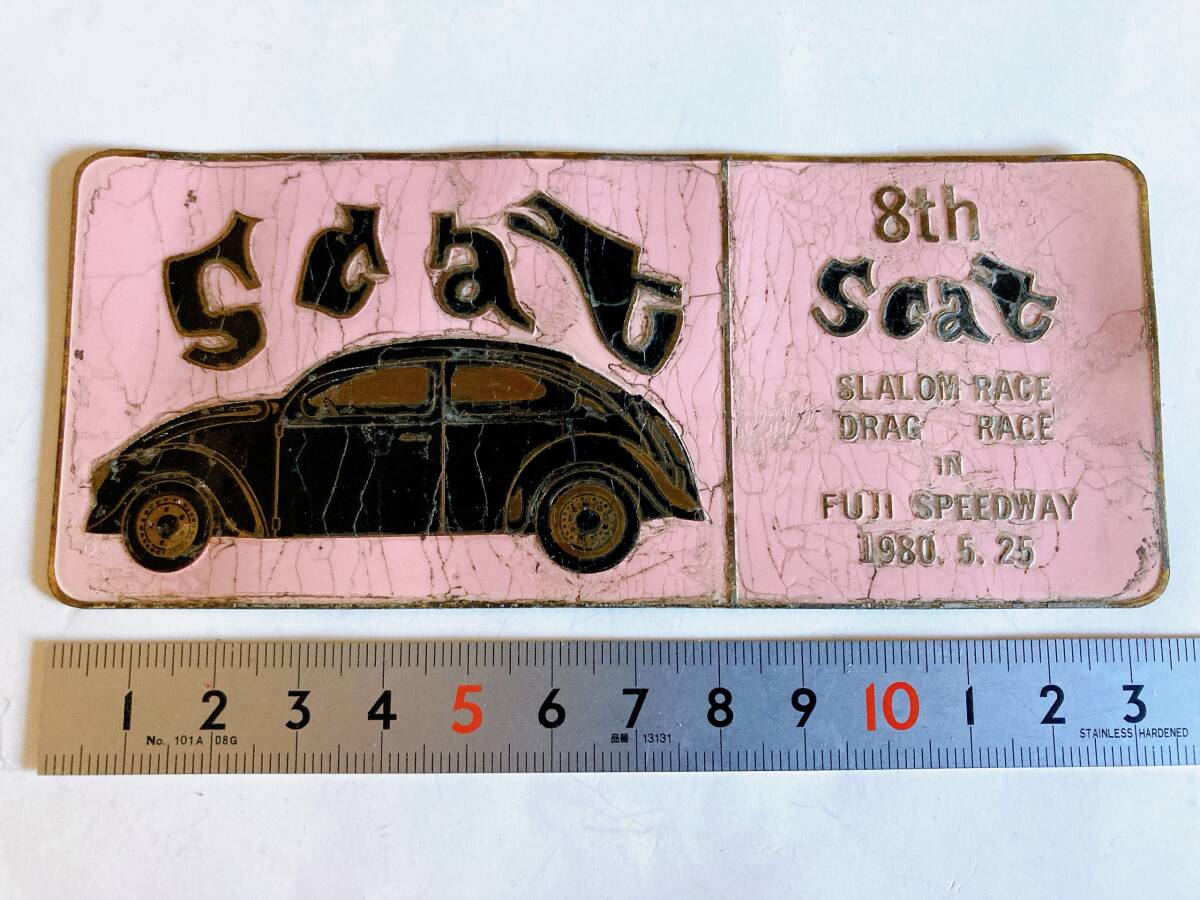 Scat
8th
Scat
SLALOM RACE
DRAG RACE
IN
FUJI SPEEDWAY
1980. 5. 25
1 2 3 4 5 6 7 8 9 10 1 2 3
No. 101A 08G 品番 13131 STAINLESS HARDENED